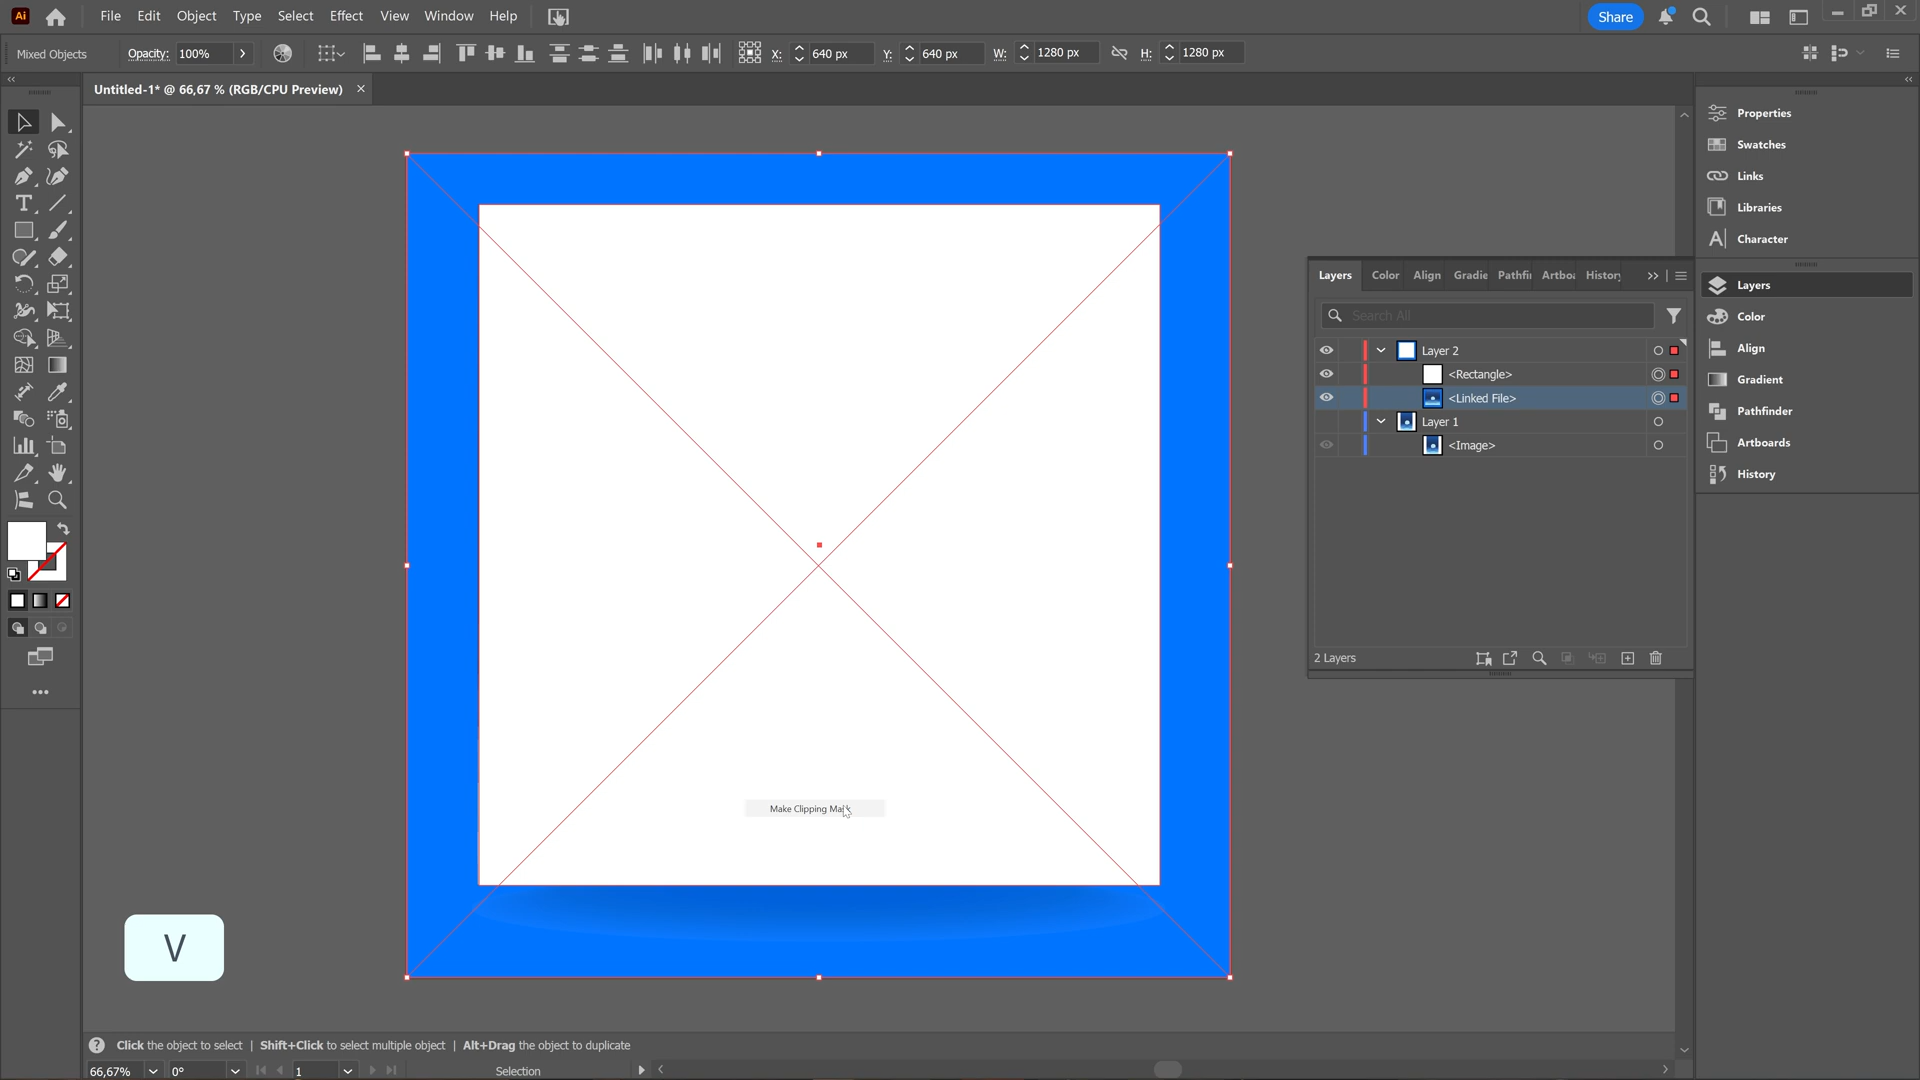 Ai File Edit Object Type Select Effect View Window Help Share
Mixed Objects Opacity: 100% X: 640 px Y: 640 px W: 1280 px H: 1280 px
Untitled-1* @ 66,67 % (RGB/CPU Preview) ×
Properties
Swatches
Links
Libraries
Character
Layers
Color
Align
Gradient
Pathfinder
Artboards
History
Layers Color Align Gradie Pathfi Artboa History
Search All
Layer 2
<Rectangle>
<Linked File>
Layer 1
<Image>
2 Layers
Make Clipping Mask
V
Click the object to select | Shift+Click to select multiple object | Alt+Drag the object to duplicate
66,67% 0° 1 Selection